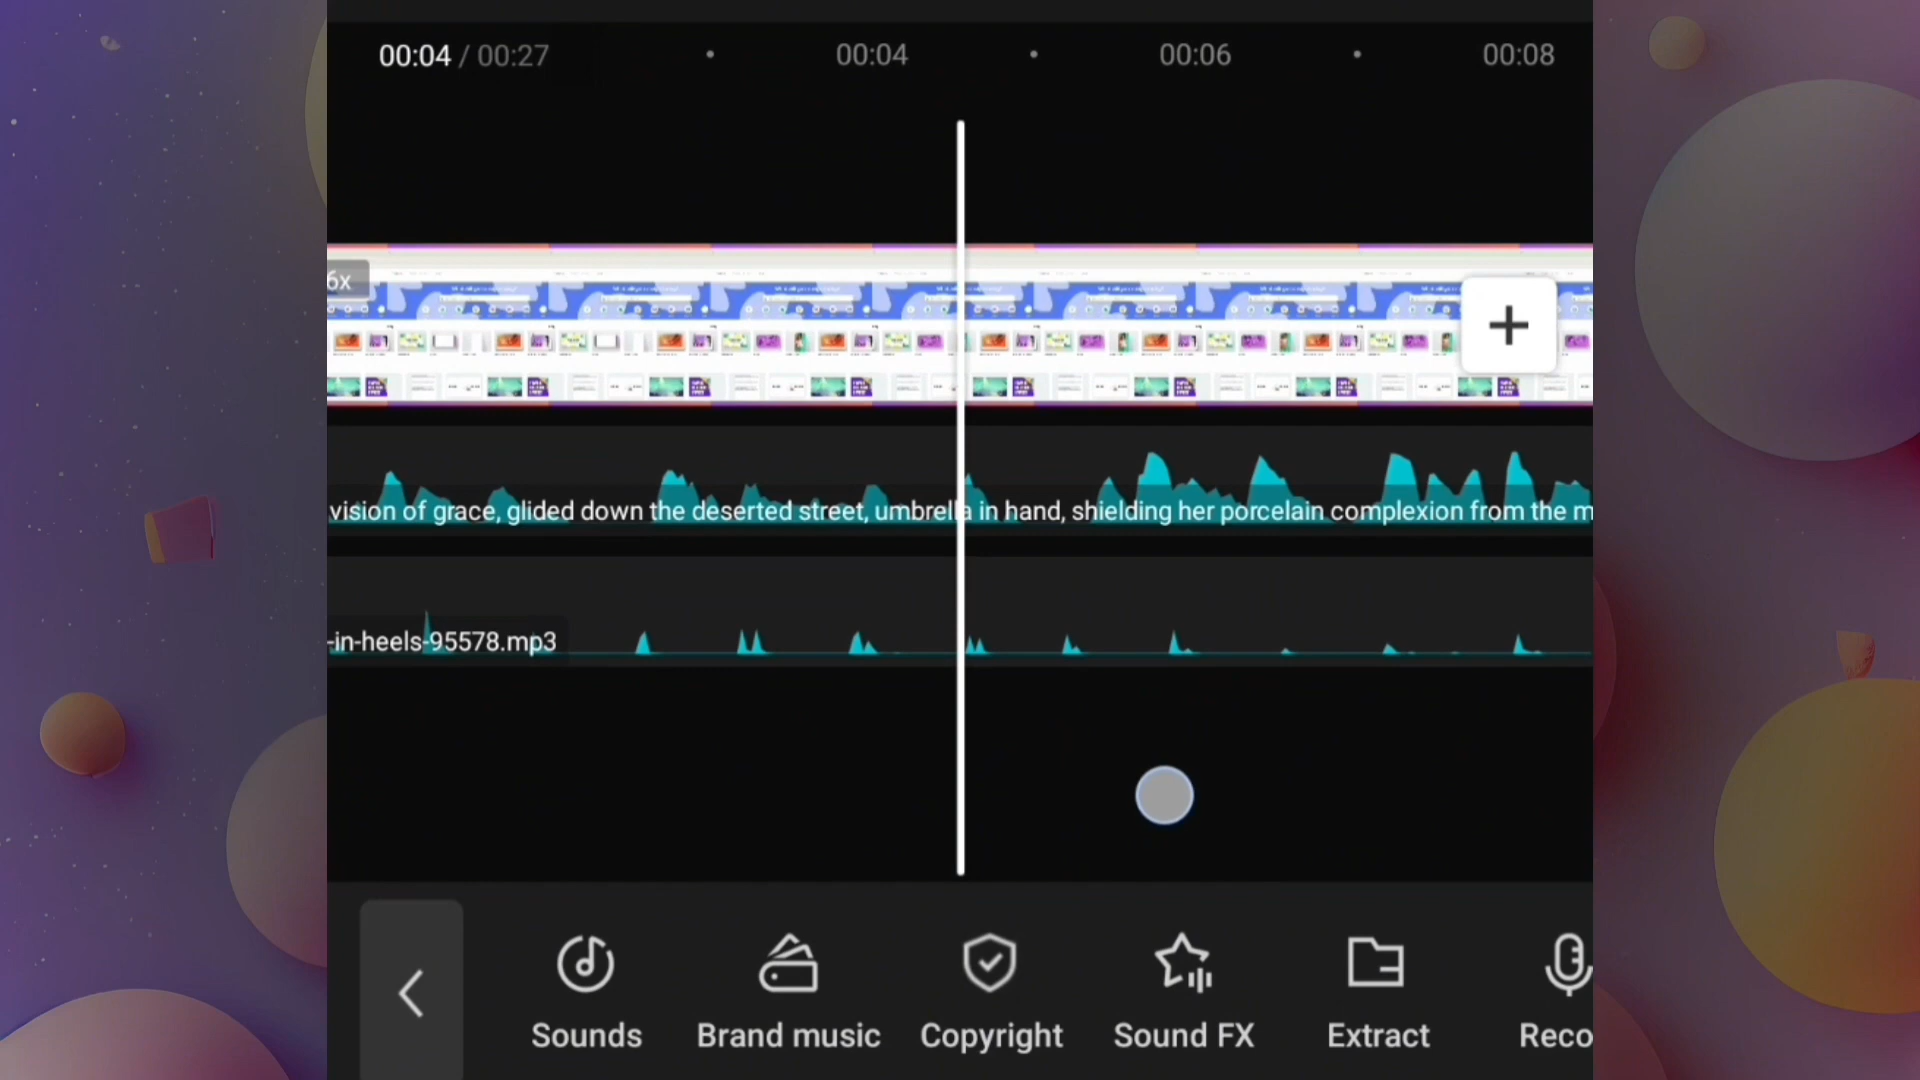 00:04 / 00:27 00:04 00:06 00:08
6x
vision of grace, glided down the deserted street, umbrella in hand, shielding her porcelain complexion from the m
-in-heels-95578.mp3
Sounds Brand music Copyright Sound FX Extract Reco